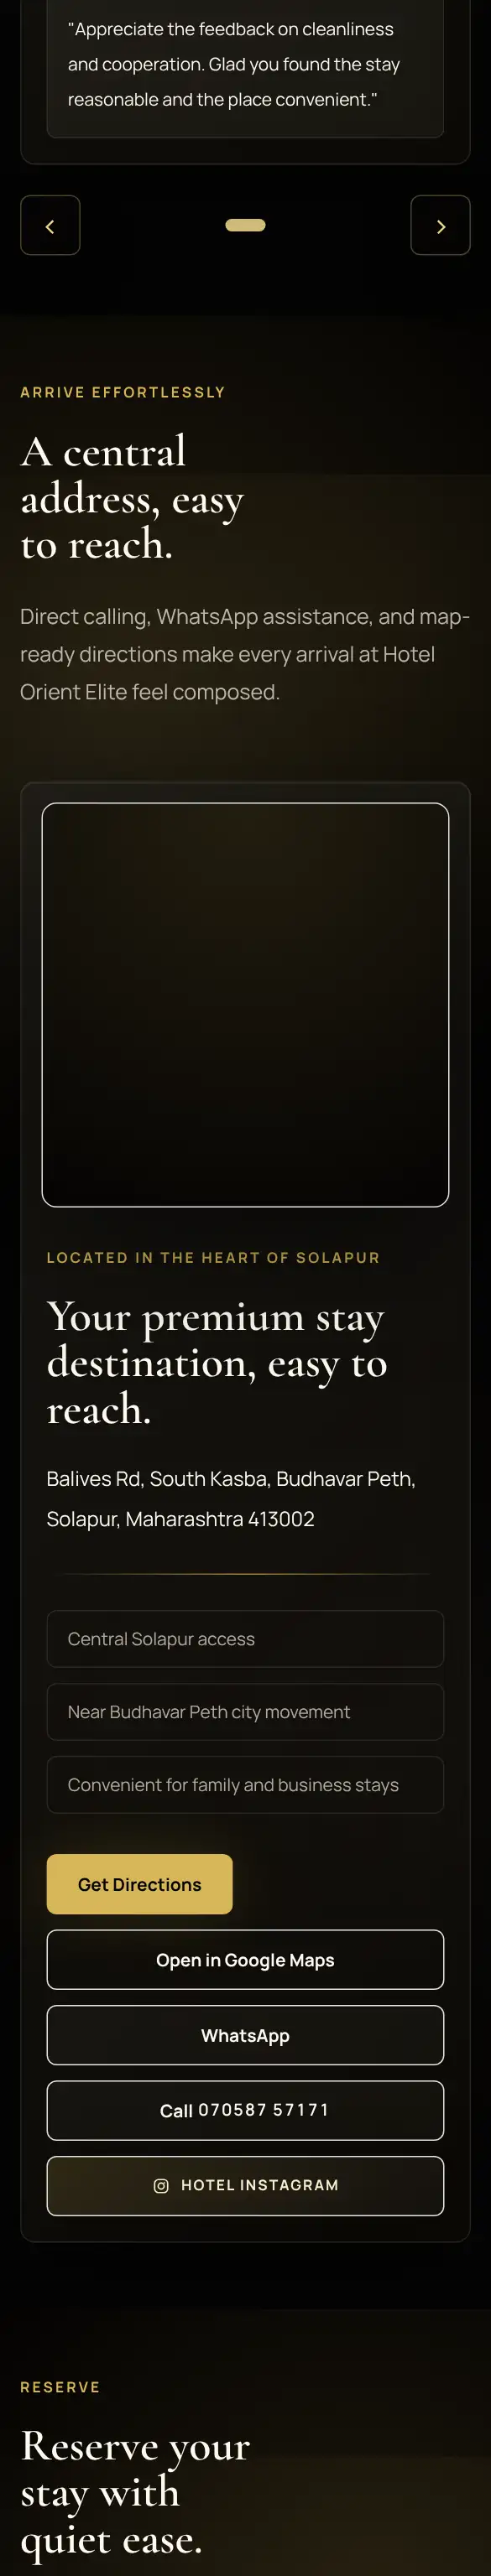 "Appreciate the feedback on cleanliness
and cooperation. Glad you found the stay
reasonable and the place convenient."
ARRIVE EFFORTLESSLY
A central
address, easy
to reach.
Direct calling, WhatsApp assistance, and map-
ready directions make every arrival at Hotel
Orient Elite feel composed.
LOCATED IN THE HEART OF SOLAPUR
Your premium stay
destination, easy to
reach.
Balives Rd, South Kasba, Budhavar Peth,
Solapur, Maharashtra 413002
Central Solapur access
Near Budhavar Peth city movement
Convenient for family and business stays
Get Directions
Open in Google Maps
WhatsApp
Call 070587 57171
HOTEL INSTAGRAM
RESERVE
Reserve your
stay with
quiet ease.